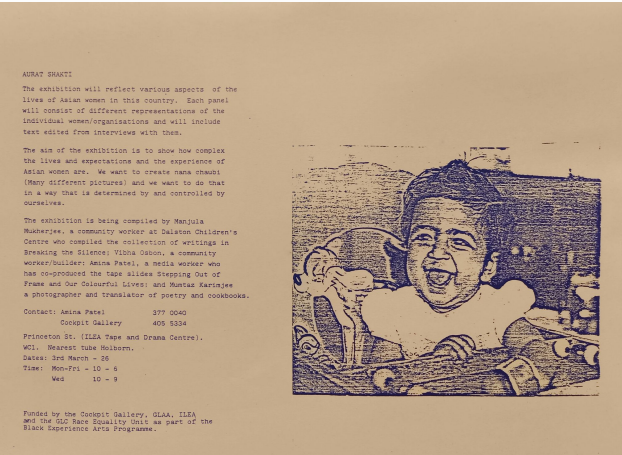 AURAT SHAKTI
The exhibition will reflect various aspects of the
lives of Asian women in this country. Each panel
will consist of different representations of the
individual women/organisations and will include
text edited from interviews with them.
The aim of the exhibition is to show how complex
the lives and expectations and the experience of
Asian women are. We want to create nana chaubi
(Many different pictures) and we want to do that
in a way that is determined by and controlled by
ourselves.
The exhibition is being compiled by Manjula
Mukherjee, a community worker at Dalston Children's
Centre who compiled the collection of writings in
Breaking the Silence; Vibha Osbon, a community
worker/builder: Amina Patel, a media worker who
has co-produced the tape slides Stepping Out of
Frame and Our Colourful Lives: and Mumtaz Karimjee
a photographer and translator of poetry and cookbooks.
Contact: Amina Patel 377 0040
Cockpit Gallery 405 5334
Princeton St. (ILEA Tape and Drama Centre).
WC1. Nearest tube Holborn.
Dates: 3rd March - 26
Time: Mon-Fri - 10 - 6
Wed 10 - 9
Funded by the Cockpit Gallery, GLAA, ILEA
and the GLC Race Equality Unit as part of the
Black Experience Arts Programme.